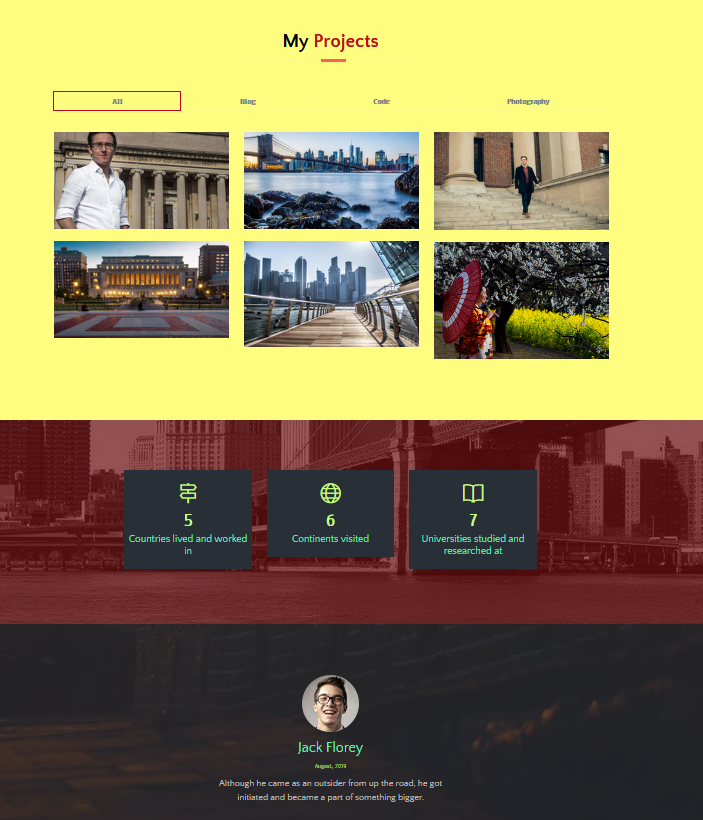 My Projects
All
Blog
Code
Photography
5
Countries lived and worked
in
6
Continents visited
7
Universities studied and
researched at
Jack Florey
August, 2019
Although he came as an outsider from up the road, he got
initiated and became a part of something bigger.